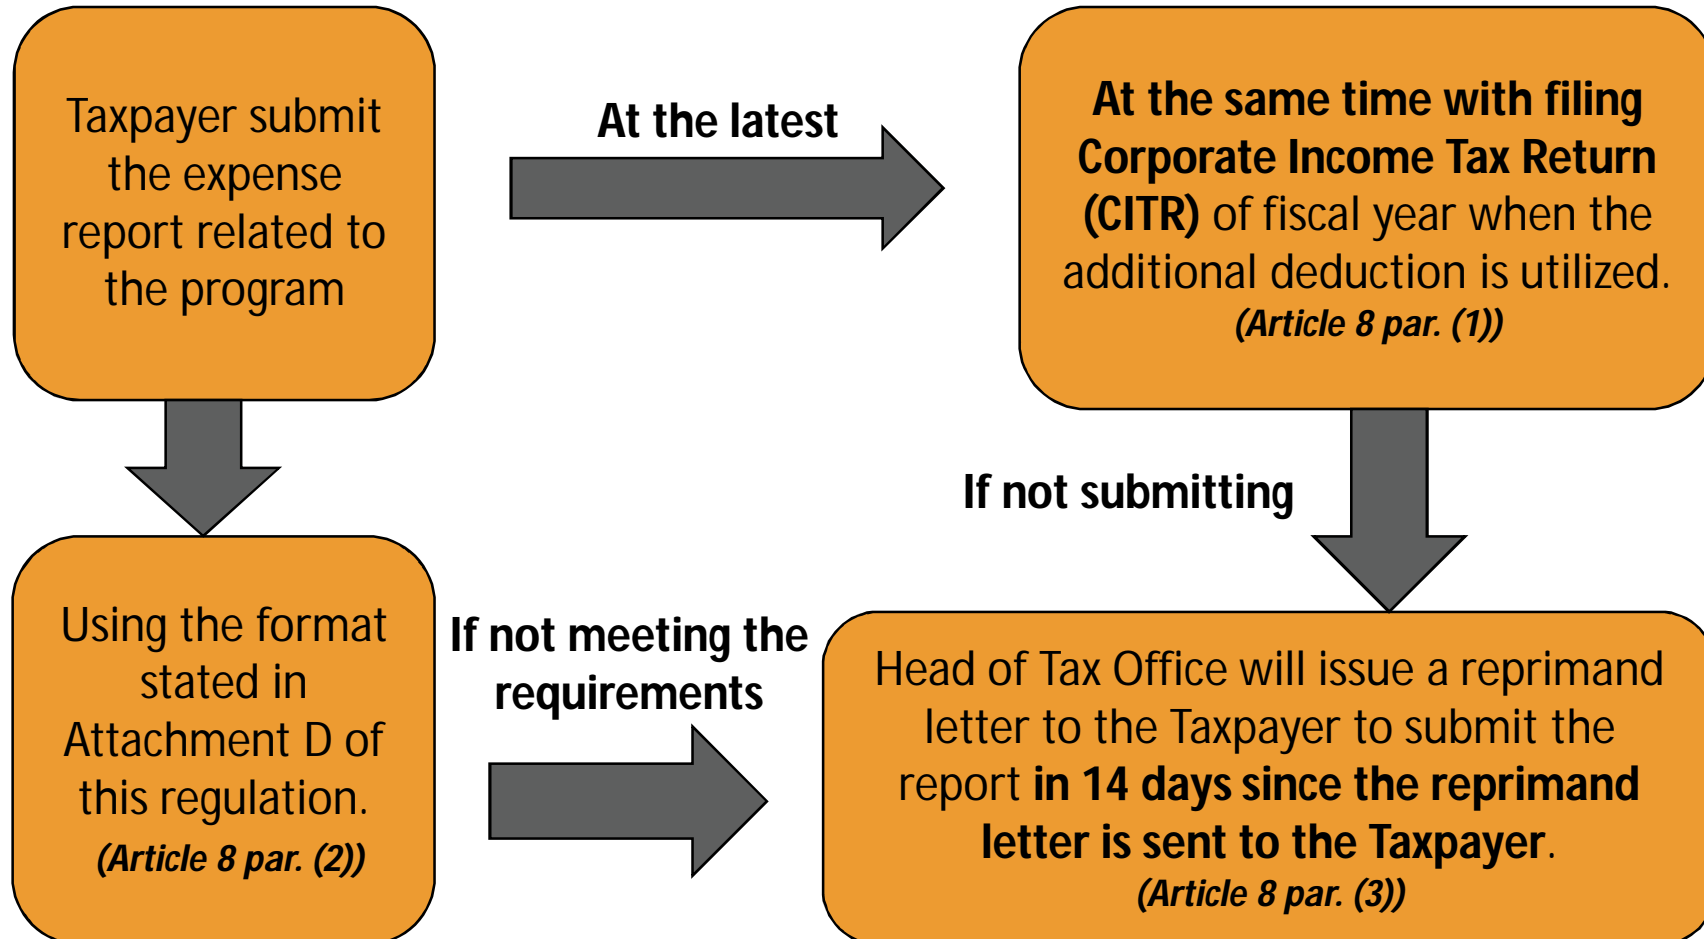 Taxpayer submit
the expense
report related to
the program
At the latest
At the same time with filing
Corporate Income Tax Return
(CITR) of fiscal year when the
additional deduction is utilized.
(Article 8 par. (1))
If not submitting
Using the format
stated in
Attachment D of
this regulation.
(Article 8 par. (2))
If not meeting the
requirements
Head of Tax Office will issue a reprimand
letter to the Taxpayer to submit the
report in 14 days since the reprimand
letter is sent to the Taxpayer.
(Article 8 par. (3))